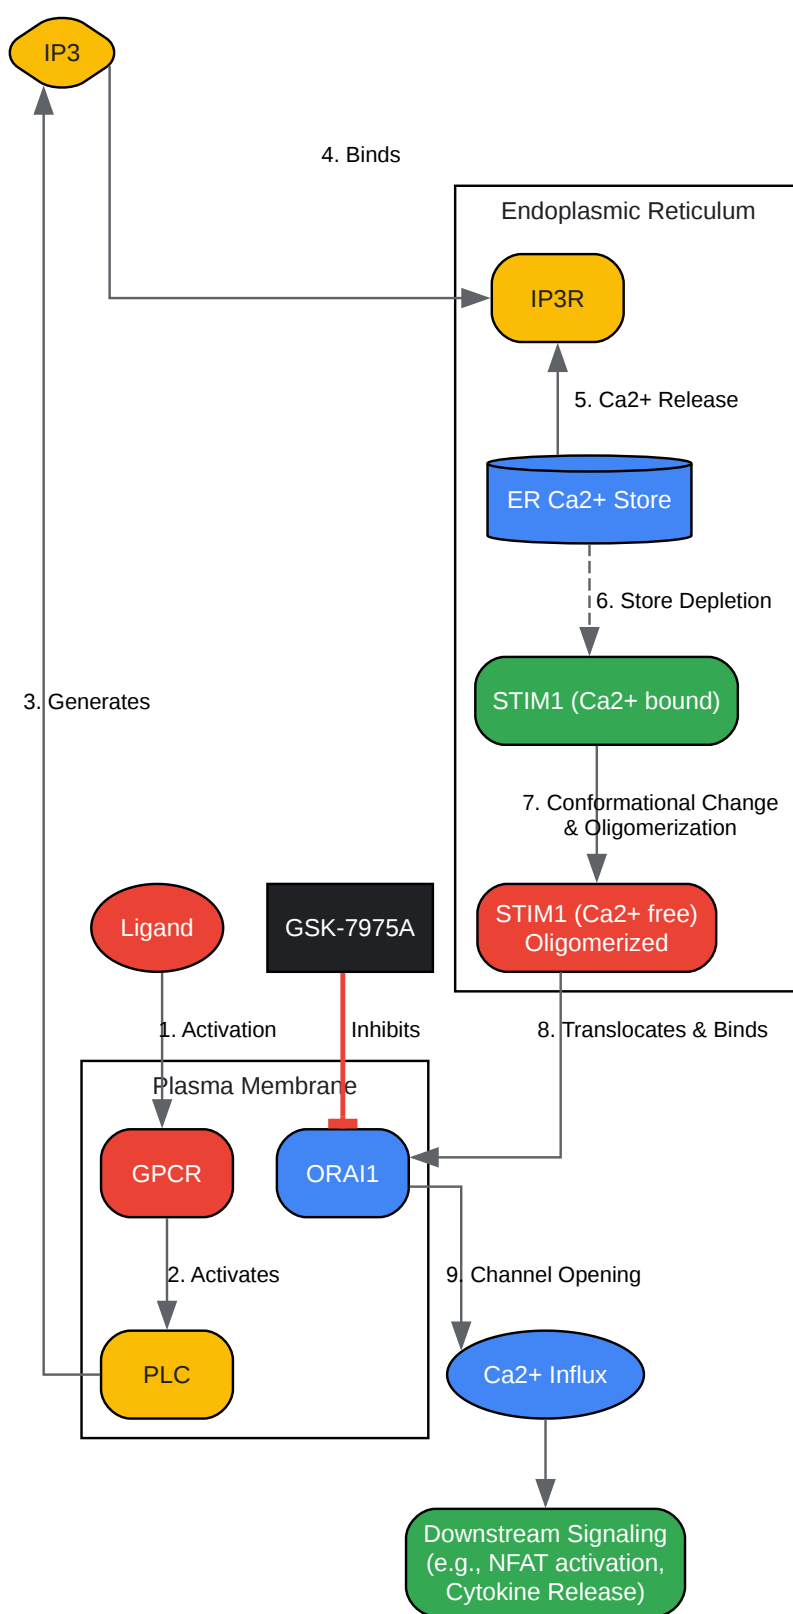 IP3
4. Binds
Endoplasmic Reticulum
IP3R
5. Ca2+ Release
ER Ca2+ Store
6. Store Depletion
STIM1 (Ca2+ bound)
3. Generates
7. Conformational Change
& Oligomerization
Ligand
GSK-7975A
STIM1 (Ca2+ free)
Oligomerized
1. Activation
Inhibits
8. Translocates & Binds
Plasma Membrane
GPCR
ORAI1
2. Activates
9. Channel Opening
PLC
Ca2+ Influx
Downstream Signaling
(e.g., NFAT activation,
Cytokine Release)